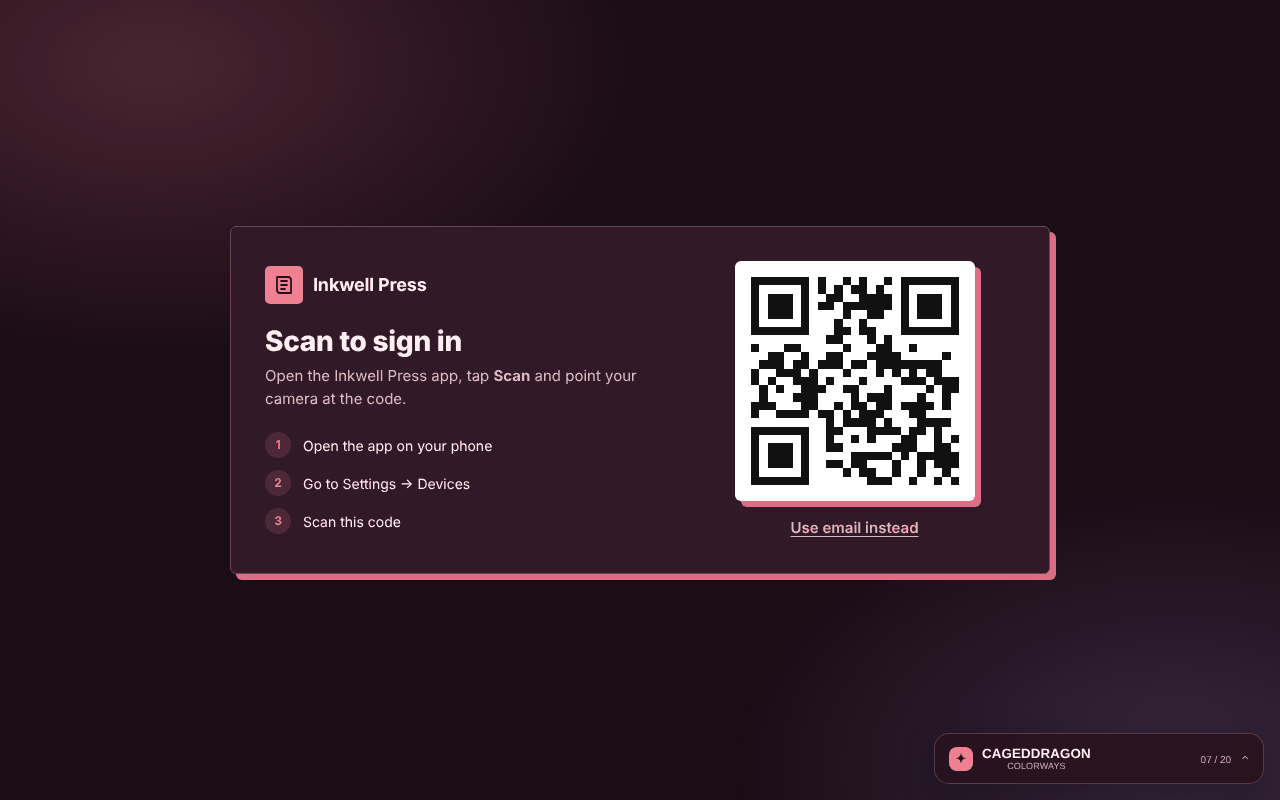 Inkwell Press
Scan to sign in
Open the Inkwell Press app, tap Scan and point your
camera at the code.
1 Open the app on your phone
2 Go to Settings → Devices
3 Scan this code
Use email instead
CAGEDDRAGON
COLORWAYS
07 / 20